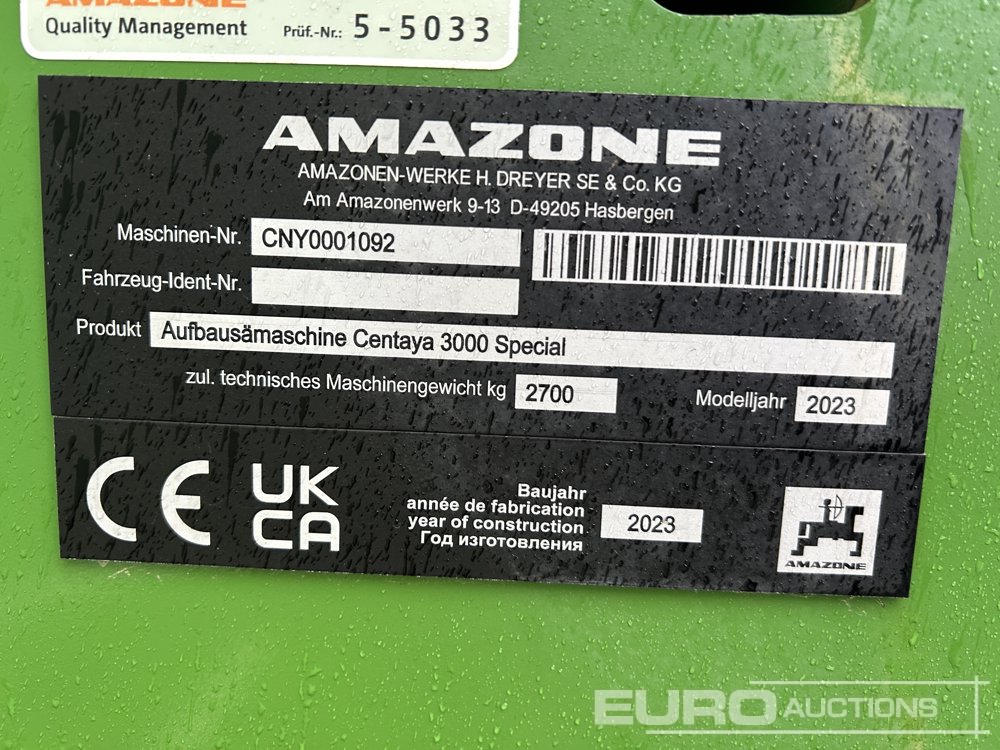 AMAZONE
Quality Management Prüf.-Nr.: 5-5033
AMAZONE
AMAZONEN-WERKE H. DREYER SE & Co. KG
Am Amazonenwerk 9-13 D-49205 Hasbergen
Maschinen-Nr. CNY0001092
Fahrzeug-Ident-Nr.
Produkt Aufbausämaschine Centaya 3000 Special
zul. technisches Maschinengewicht kg 2700 Modelljahr 2023
CE UK
CA
Baujahr
année de fabrication
year of construction 2023
Год изготовления
AMAZONE
EURO AUCTIONS